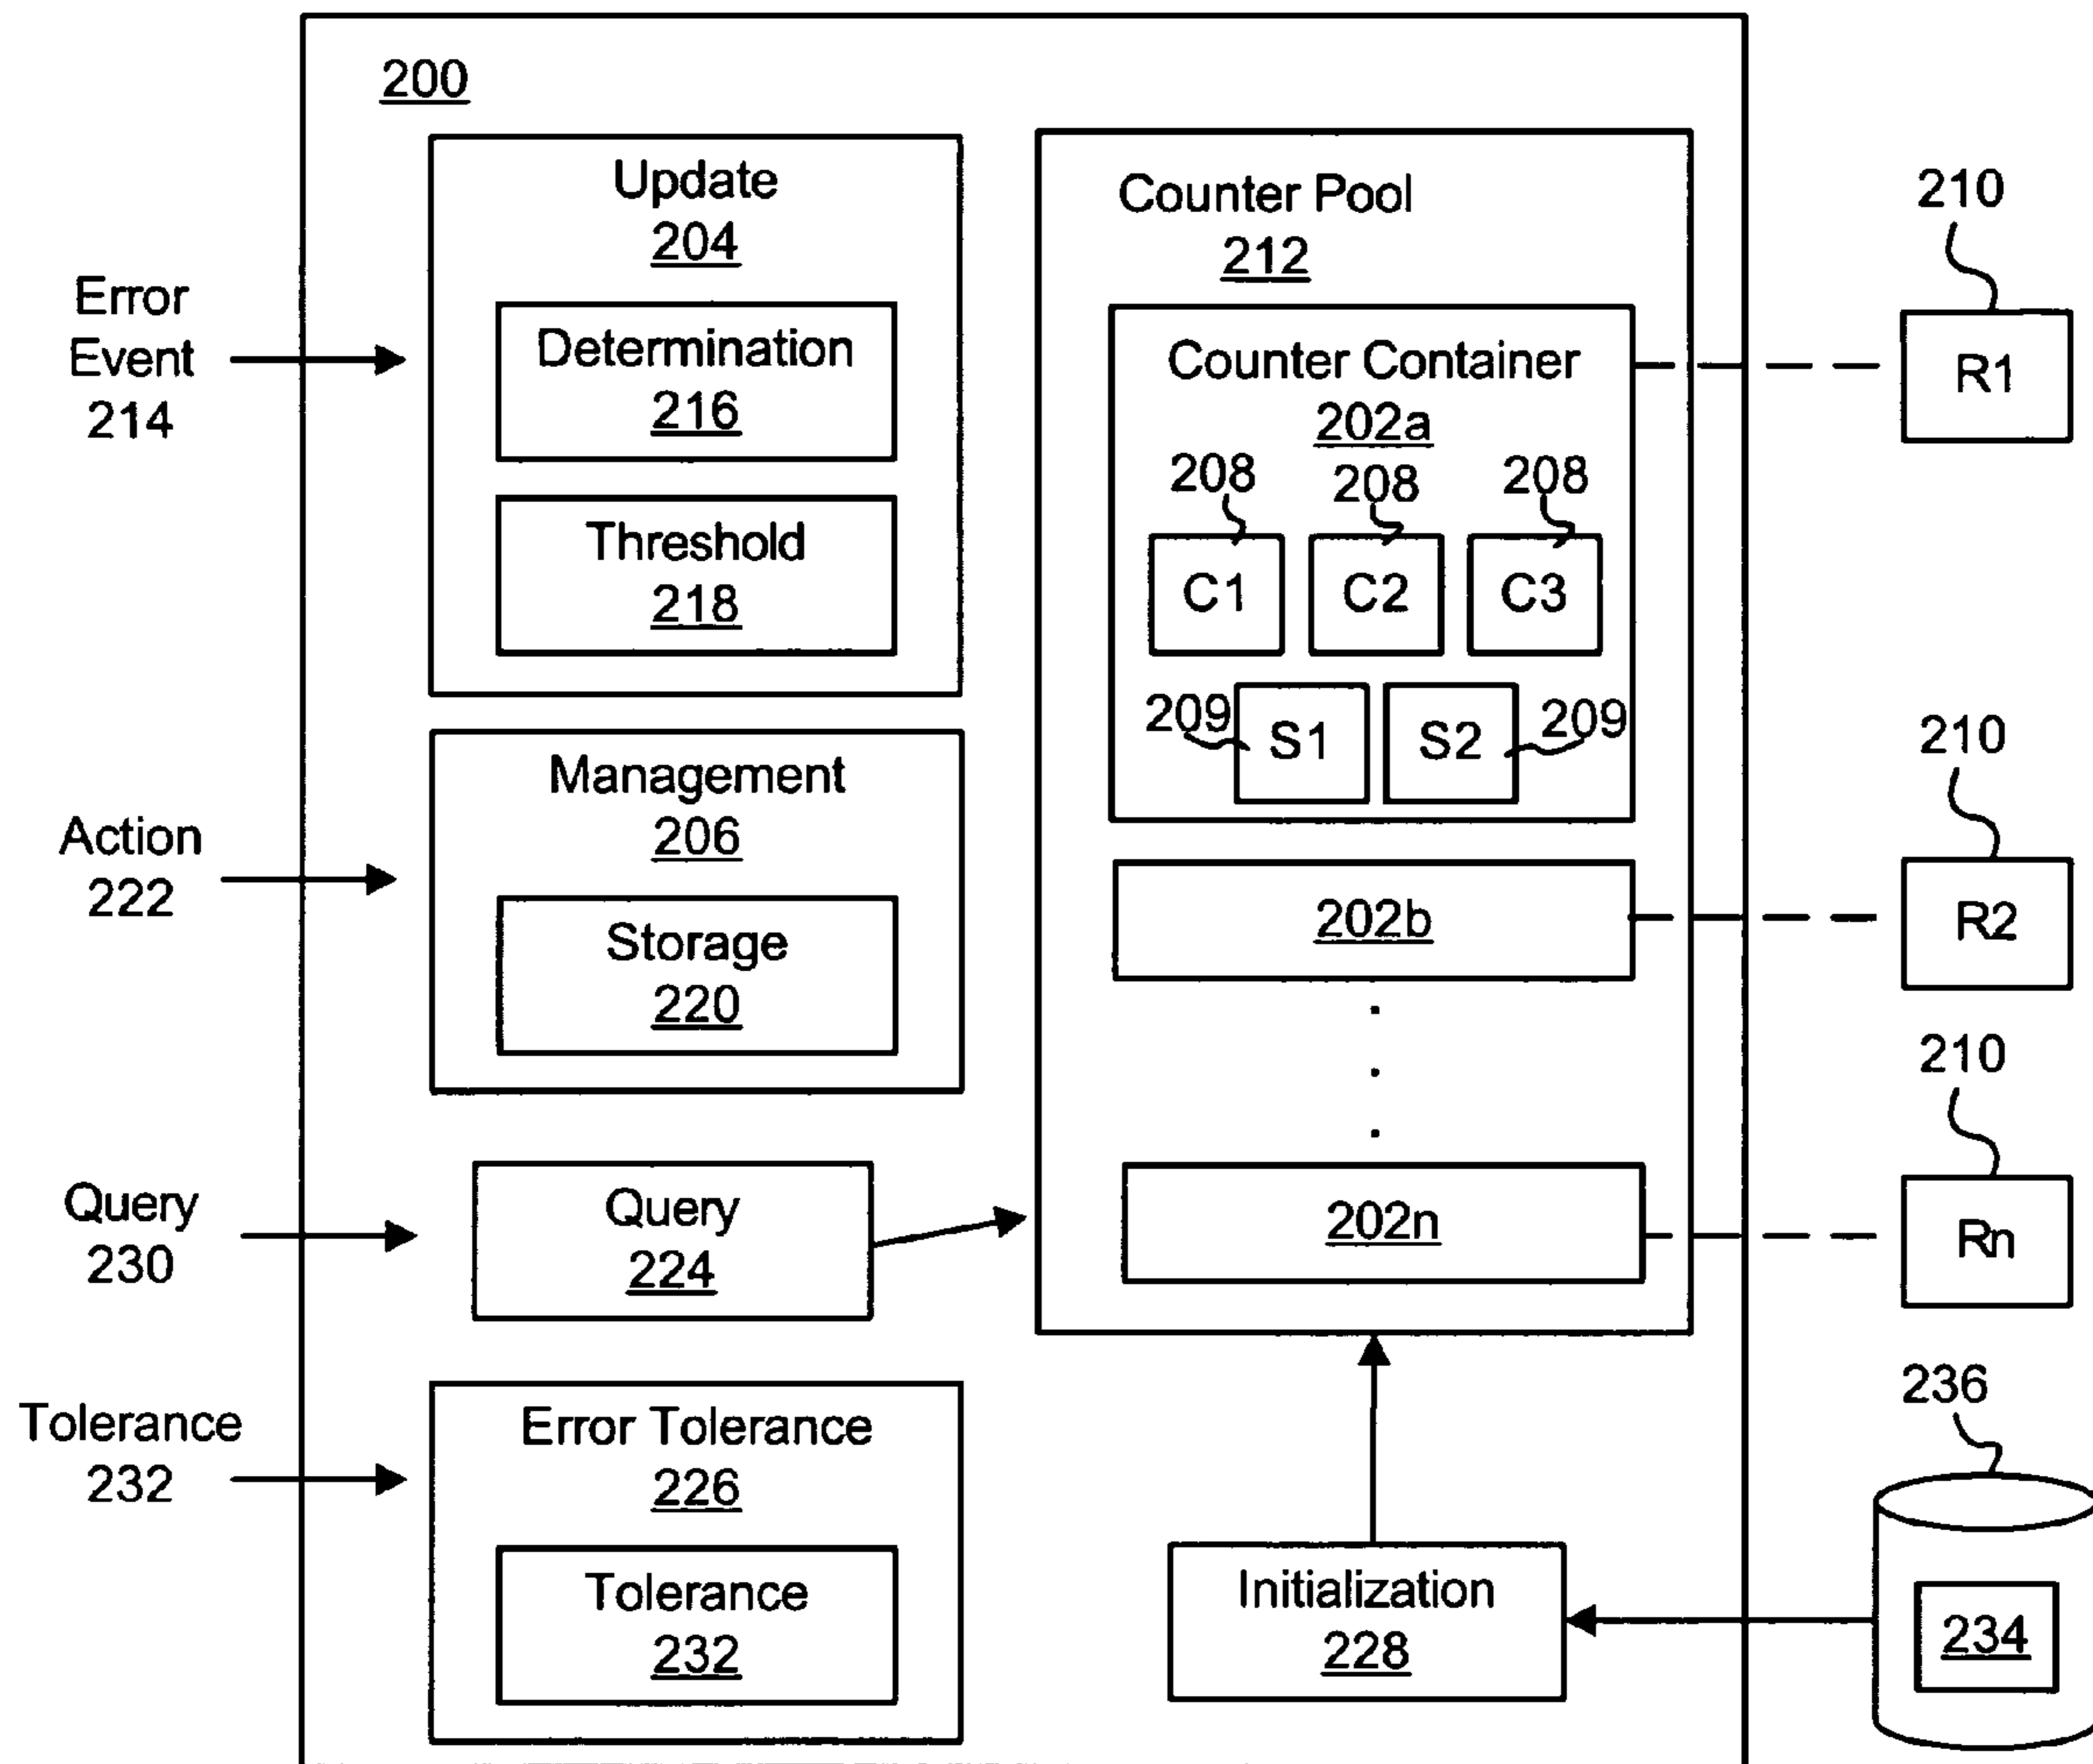 200
Error
Event
214
Update
204
Determination
216
Threshold
218
Action
222
Management
206
Storage
220
Query
230
Query
224
Tolerance
232
Error Tolerance
226
Tolerance
232
Counter Pool
212
Counter Container
202a
208
208
208
C1
C2
C3
209
S1
S2
209
202b
.
.
.
202n
Initialization
228
210
R1
210
R2
210
Rn
236
234